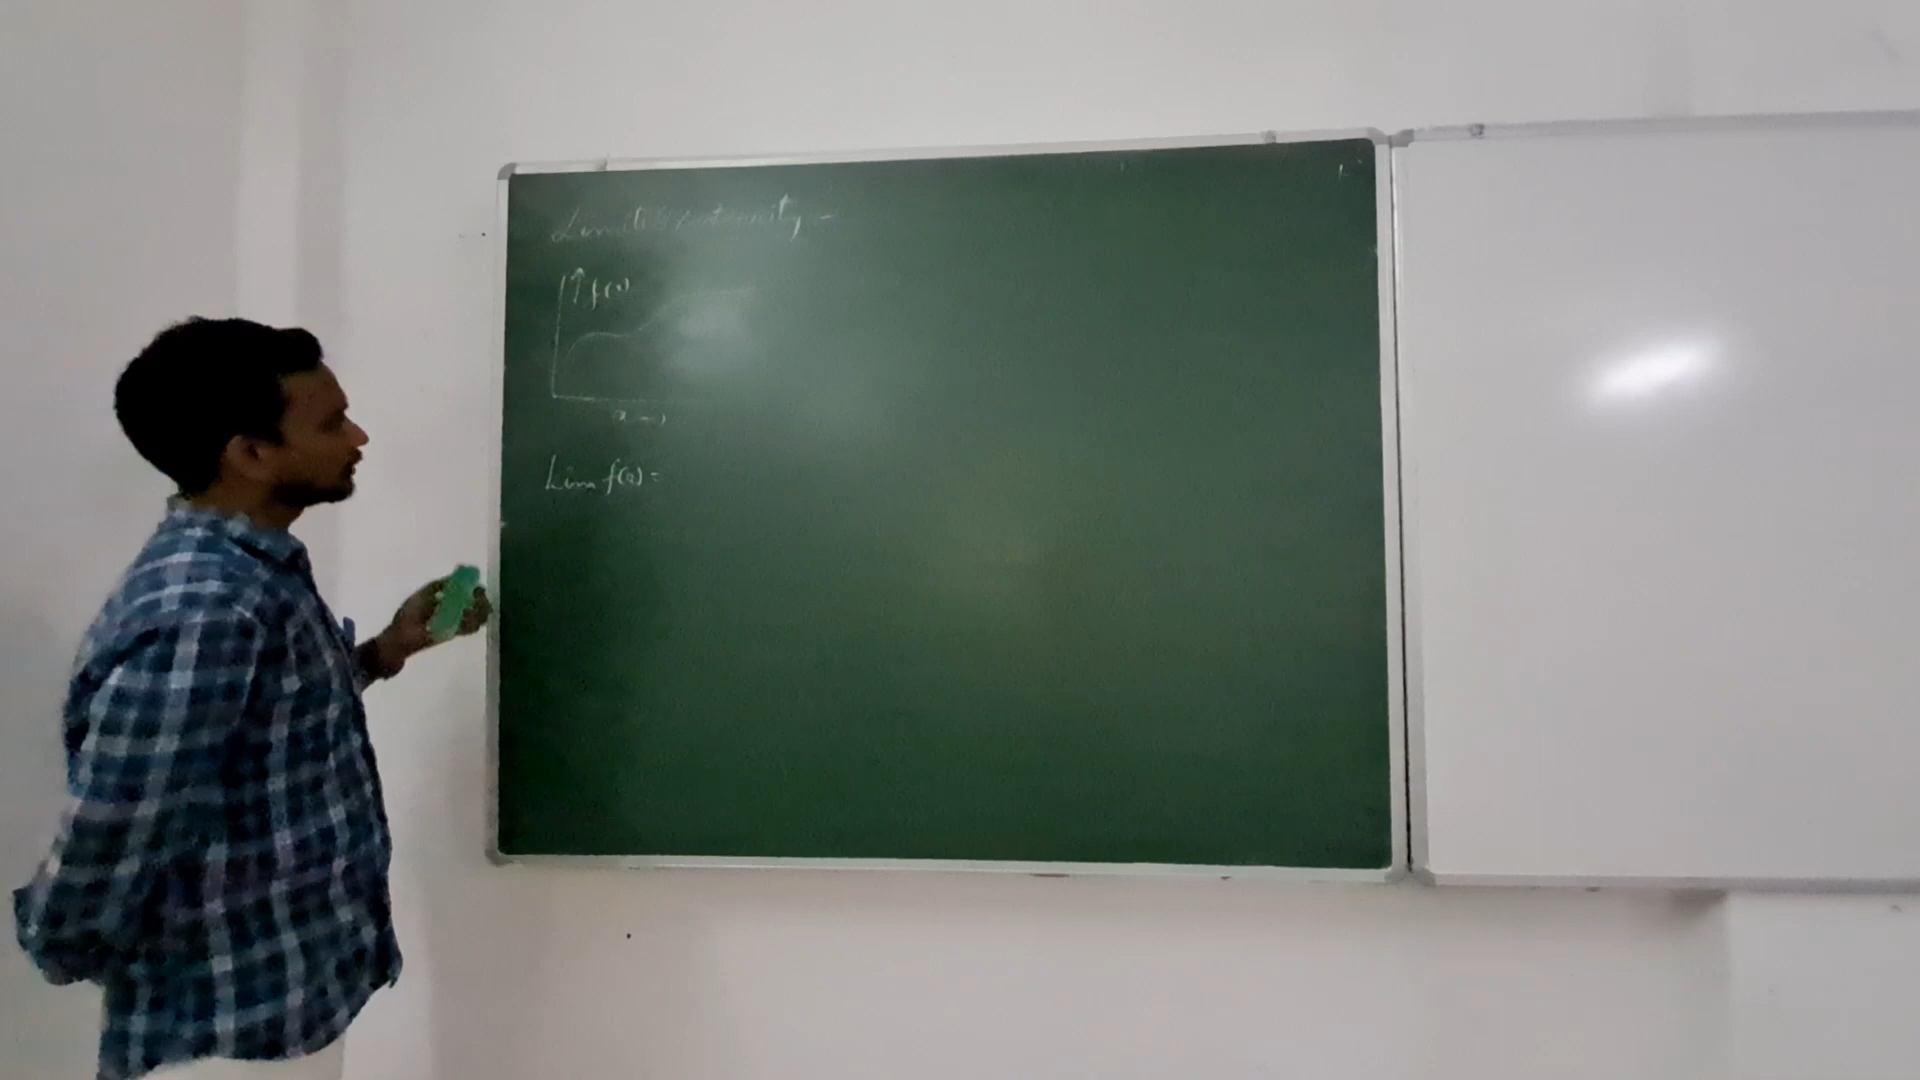 Limit & Continuity -
f(x)
x →
Lim f(x) =